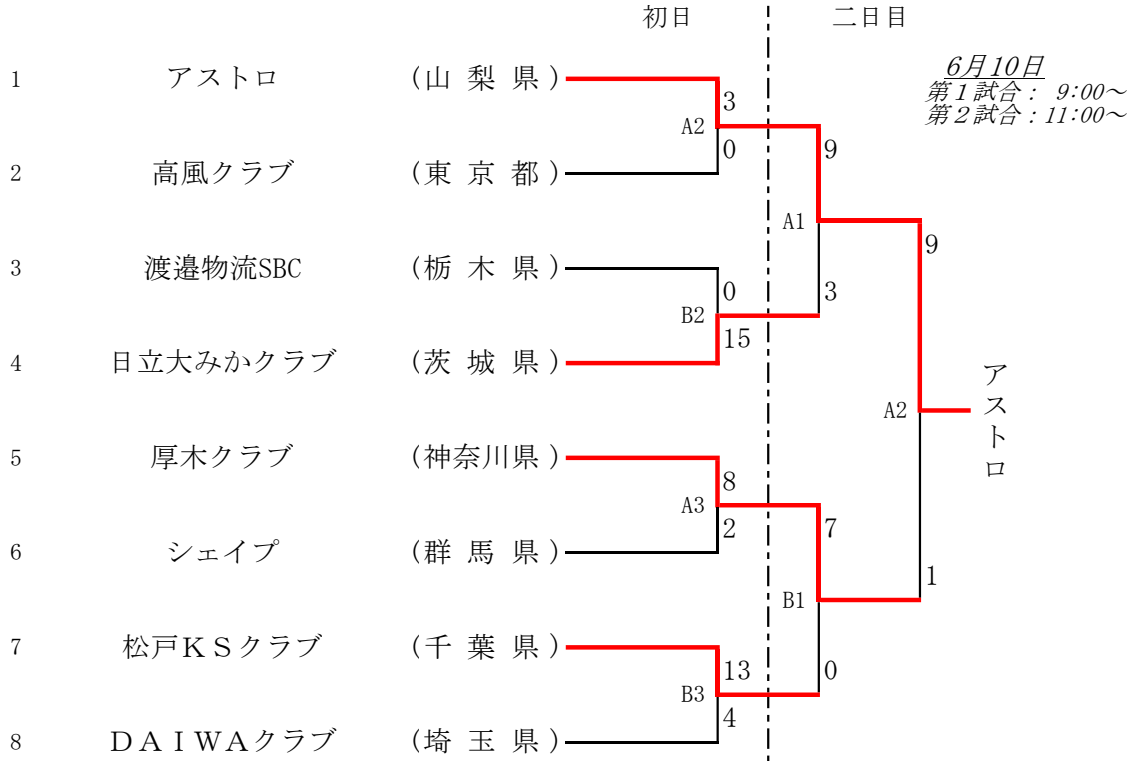 初日 二日目
6月10日
第1試合： 9:00～
第2試合：11:00～
1 アストロ (山 梨 県)
3
A2
0
9
2 高風クラブ (東 京 都)
A1
9
3 渡邉物流SBC (栃 木 県)
0
3
B2
15
4 日立大みかクラブ (茨 城 県)
アストロ
A2
5 厚木クラブ (神奈川県)
8
A3
2
7
6 シェイプ (群 馬 県)
1
B1
7 松戸KSクラブ (千 葉 県)
13
0
B3
4
8 DAIWAクラブ (埼 玉 県)